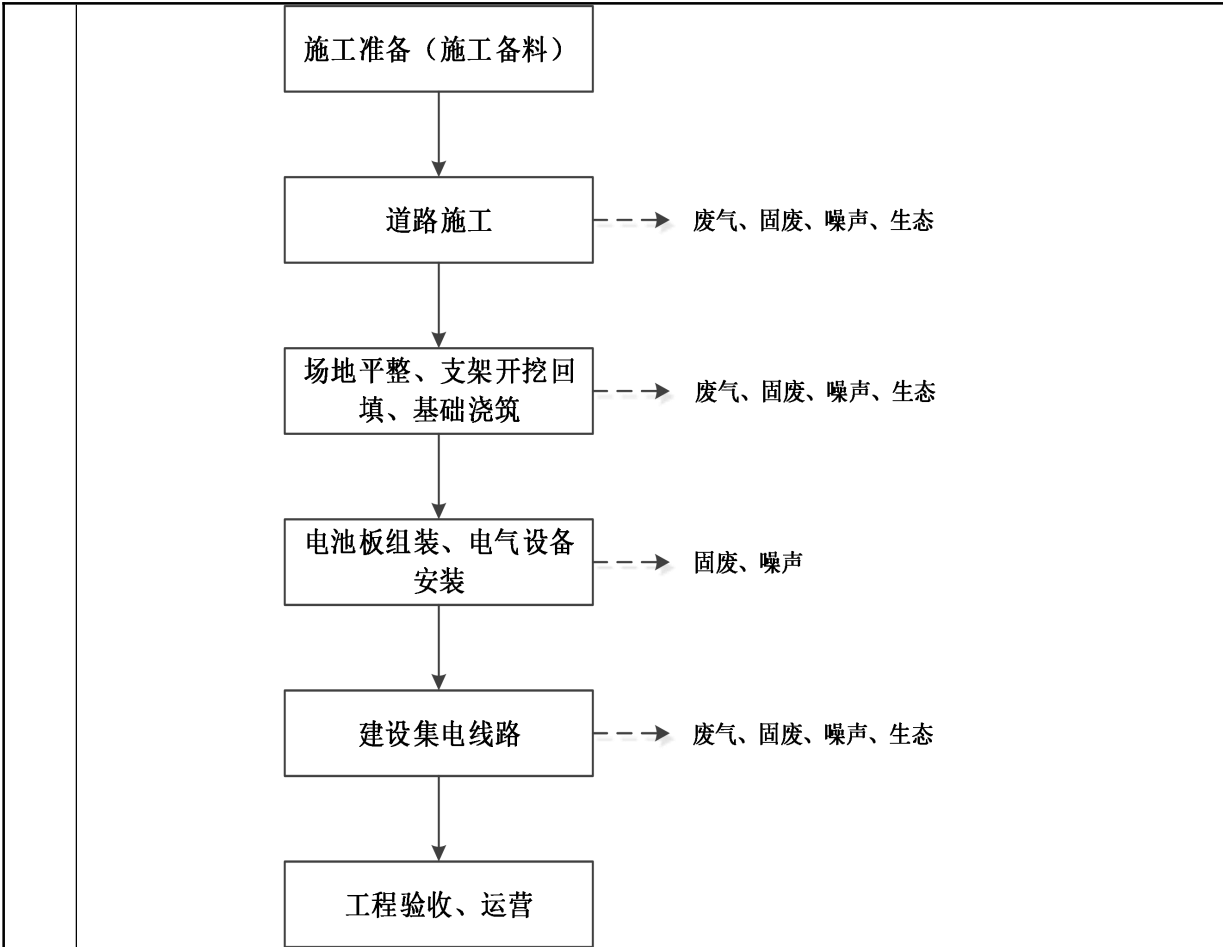 施工准备（施工备料）
道路施工
废气、固废、噪声、生态
场地平整、支架开挖回
填、基础浇筑
废气、固废、噪声、生态
电池板组装、电气设备
安装
固废、噪声
建设集电线路
废气、固废、噪声、生态
工程验收、运营